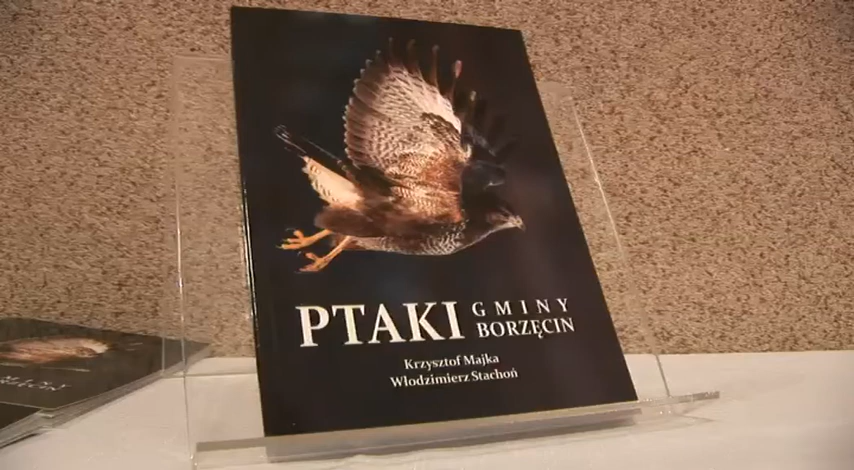 PTAKI GMINY
BORZĘCIN
Krzysztof Majka
Włodzimierz Stachoń